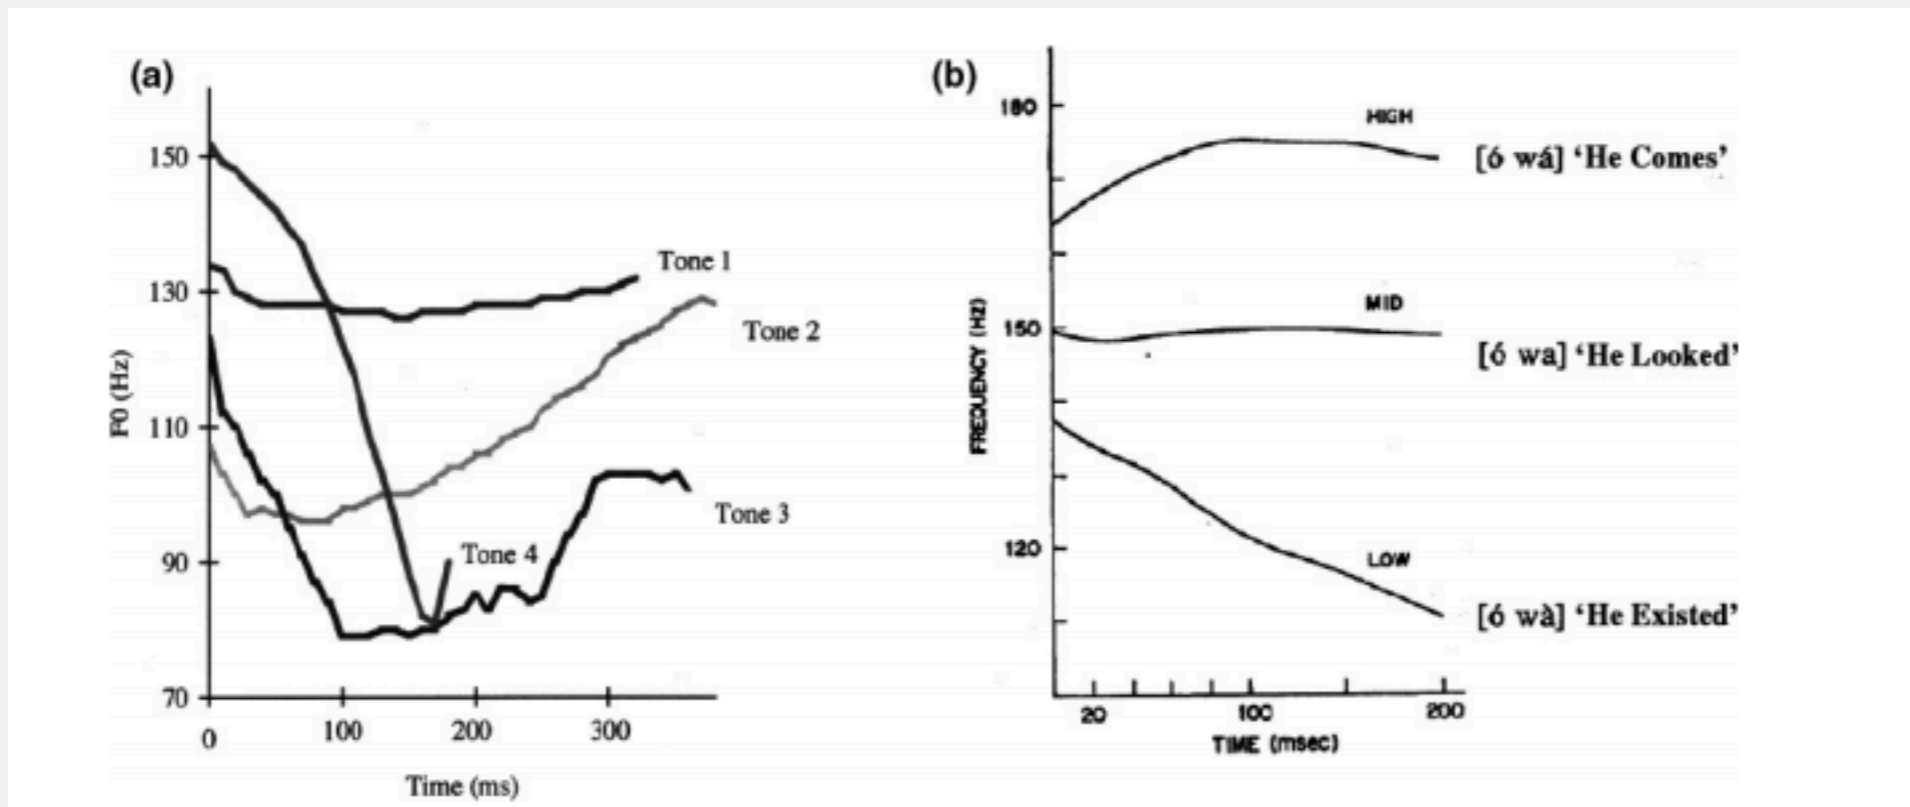 (a)
150
130
110
90
70
F0 (Hz)
0
100
200
300
Time (ms)
Tone 1
Tone 2
Tone 3
Tone 4
(b)
180
150
120
FREQUENCY (HZ)
20
100
200
TIME (msec)
HIGH
[ó wá] ‘He Comes’
MID
[ó wa] ‘He Looked’
LOW
[ó wà] ‘He Existed’